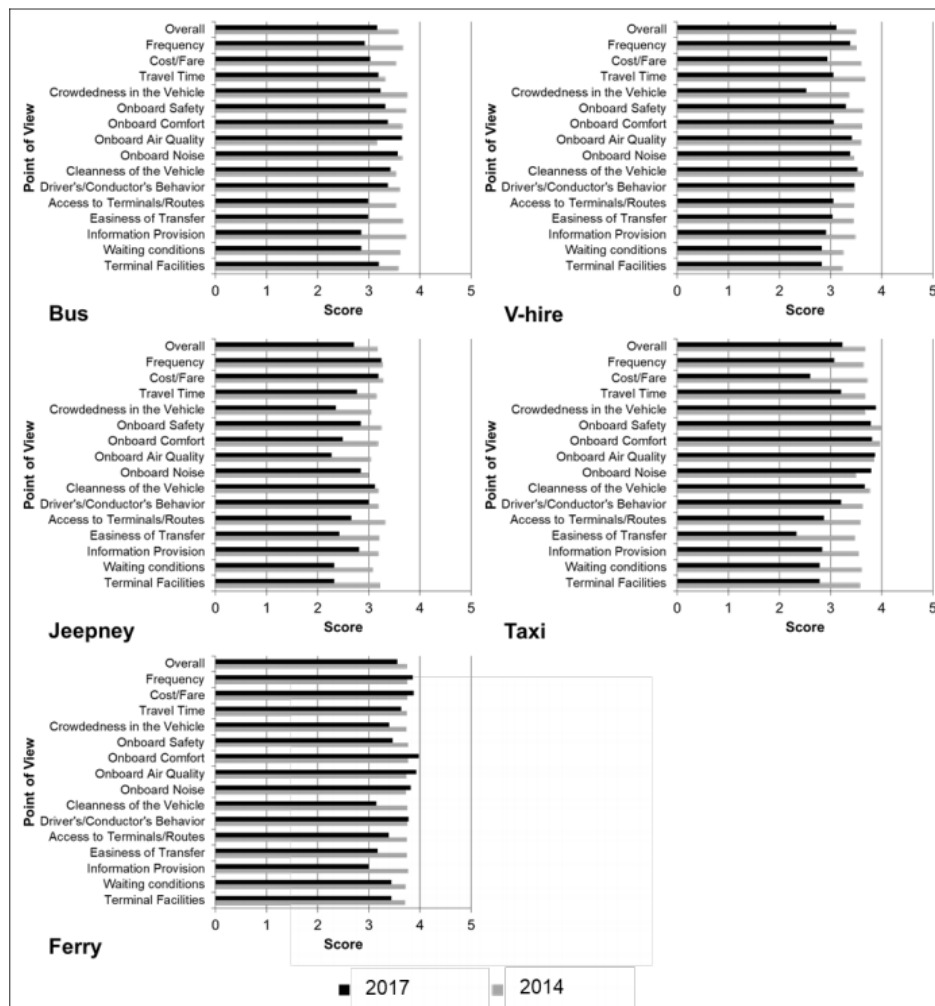 Point of View
Overall
Frequency
Cost/Fare
Travel Time
Crowdedness in the Vehicle
Onboard Safety
Onboard Comfort
Onboard Air Quality
Onboard Noise
Cleanness of the Vehicle
Driver's/Conductor's Behavior
Access to Terminals/Routes
Easiness of Transfer
Information Provision
Waiting conditions
Terminal Facilities
0 1 2 3 4 5
Score
Bus
Point of View
Overall
Frequency
Cost/Fare
Travel Time
Crowdedness in the Vehicle
Onboard Safety
Onboard Comfort
Onboard Air Quality
Onboard Noise
Cleanness of the Vehicle
Driver's/Conductor's Behavior
Access to Terminals/Routes
Easiness of Transfer
Information Provision
Waiting conditions
Terminal Facilities
0 1 2 3 4 5
Score
V-hire
Point of View
Overall
Frequency
Cost/Fare
Travel Time
Crowdedness in the Vehicle
Onboard Safety
Onboard Comfort
Onboard Air Quality
Onboard Noise
Cleanness of the Vehicle
Driver's/Conductor's Behavior
Access to Terminals/Routes
Easiness of Transfer
Information Provision
Waiting conditions
Terminal Facilities
0 1 2 3 4 5
Score
Jeepney
Point of View
Overall
Frequency
Cost/Fare
Travel Time
Crowdedness in the Vehicle
Onboard Safety
Onboard Comfort
Onboard Air Quality
Onboard Noise
Cleanness of the Vehicle
Driver's/Conductor's Behavior
Access to Terminals/Routes
Easiness of Transfer
Information Provision
Waiting conditions
Terminal Facilities
0 1 2 3 4 5
Score
Taxi
Point of View
Overall
Frequency
Cost/Fare
Travel Time
Crowdedness in the Vehicle
Onboard Safety
Onboard Comfort
Onboard Air Quality
Onboard Noise
Cleanness of the Vehicle
Driver's/Conductor's Behavior
Access to Terminals/Routes
Easiness of Transfer
Information Provision
Waiting conditions
Terminal Facilities
0 1 2 3 4 5
Score
Ferry
2017 2014